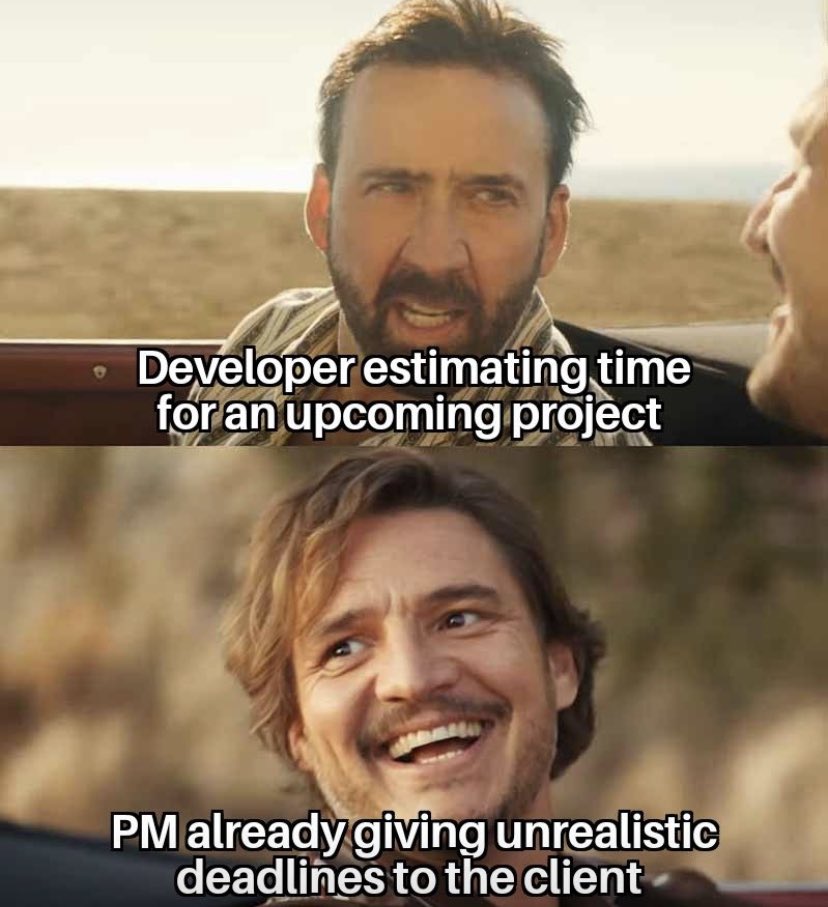 Developer estimating time
for an upcoming project
PM already giving unrealistic
deadlines to the client